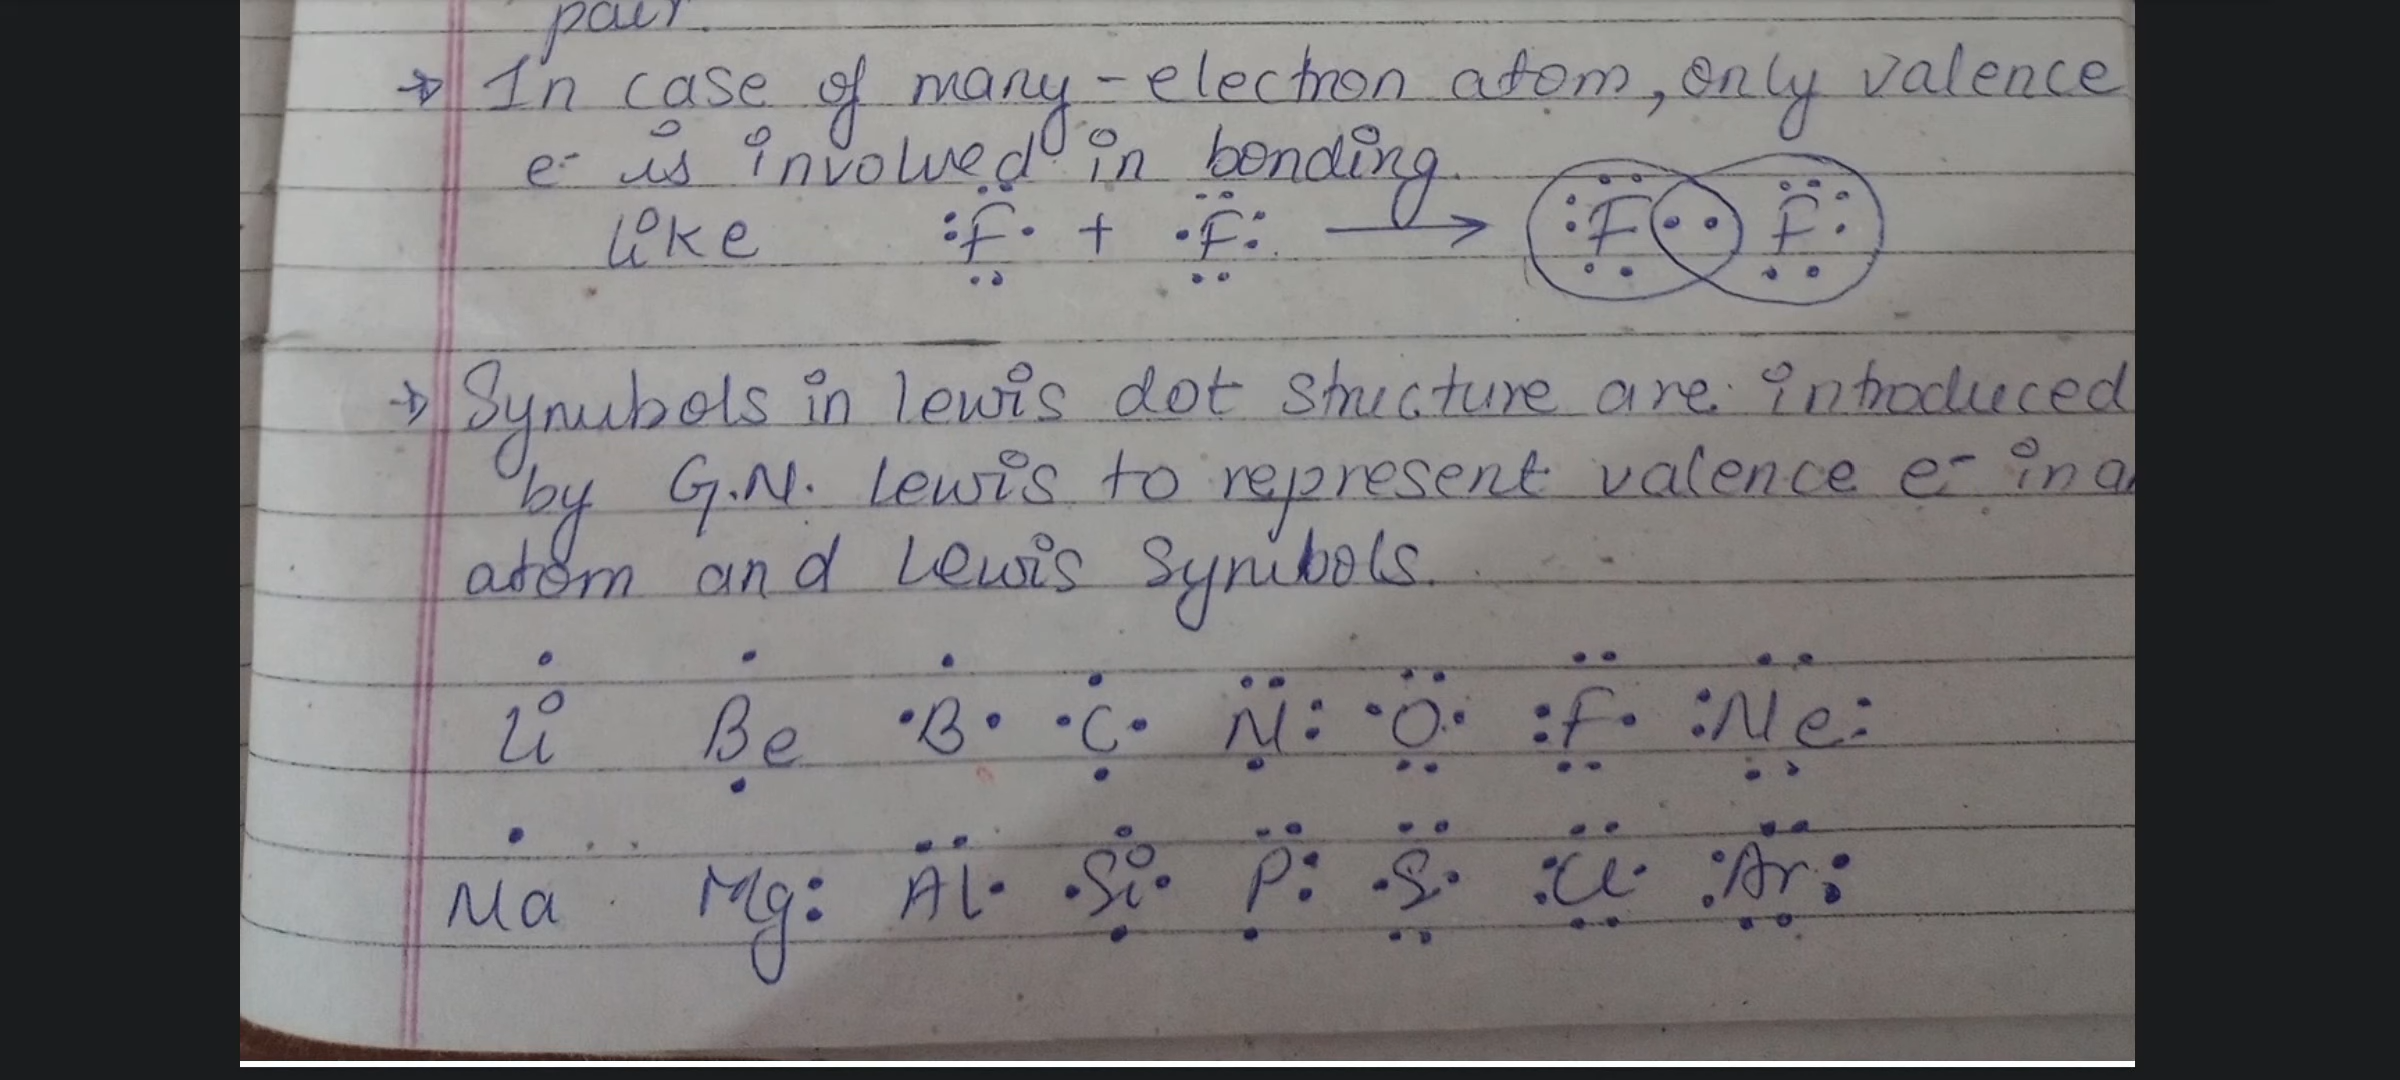 pair.
→ In case of many-electron atom, only valence
e- is involved in bonding.
like :F· + ·F: → :F··F:
→ Symbols in lewis dot structure are introduced
by G.N. Lewis to represent valence e- in a
atom and Lewis Symbols.
Li Be B C N O F Ne
Na Mg Al Si P S Cl Ar